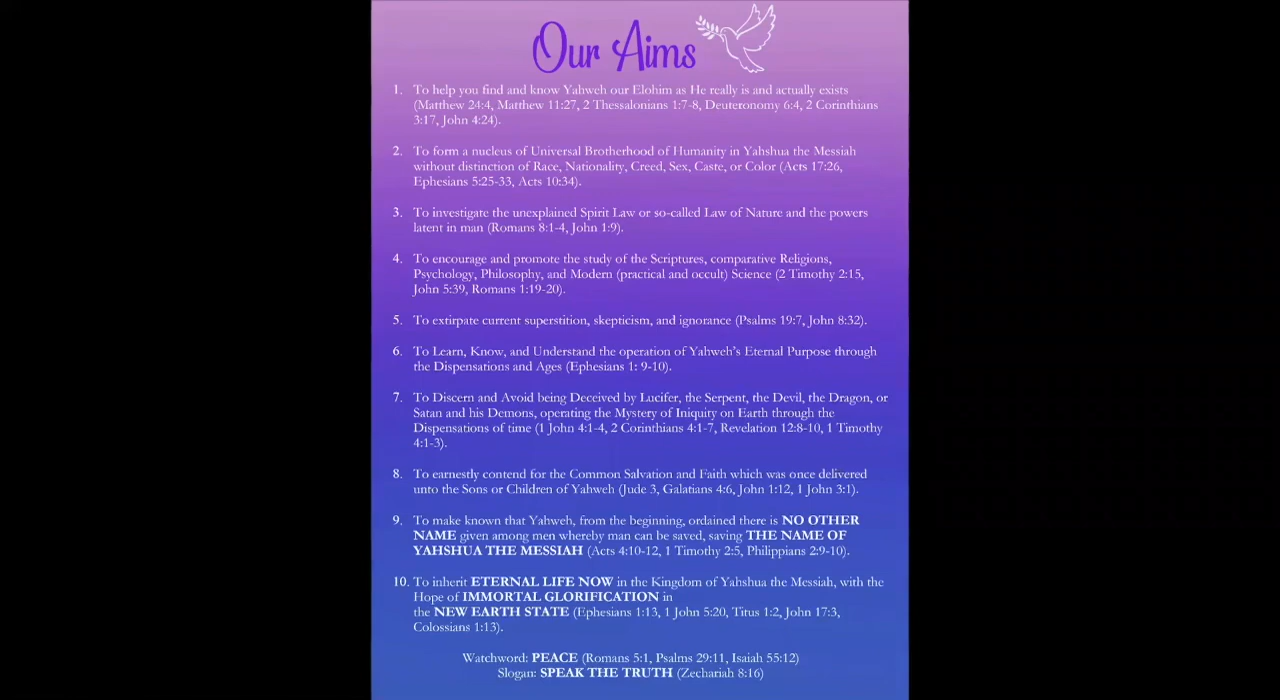 Our Aims
1. To help you find and know Yahweh our Elohim as He really is and actually exists
(Matthew 24:4, Matthew 11:27, 2 Thessalonians 1:7-8, Deuteronomy 6:4, 2 Corinthians
3:17, John 4:24).
2. To form a nucleus of Universal Brotherhood of Humanity in Yahshua the Messiah
without distinction of Race, Nationality, Creed, Sex, Caste, or Color (Acts 17:26,
Ephesians 5:25-33, Acts 10:34).
3. To investigate the unexplained Spirit Law or so-called Law of Nature and the powers
latent in man (Romans 8:1-4, John 1:9).
4. To encourage and promote the study of the Scriptures, comparative Religions,
Psychology, Philosophy, and Modern (practical and occult) Science (2 Timothy 2:15,
John 5:39, Romans 1:19-20).
5. To extirpate current superstition, skepticism, and ignorance (Psalms 19:7, John 8:32).
6. To Learn, Know, and Understand the operation of Yahweh's Eternal Purpose through
the Dispensations and Ages (Ephesians 1: 9-10).
7. To Discern and Avoid being Deceived by Lucifer, the Serpent, the Devil, the Dragon, or
Satan and his Demons, operating the Mystery of Iniquity on Earth through the
Dispensations of time (1 John 4:1-4, 2 Corinthians 4:1-7, Revelation 12:8-10, 1 Timothy
4:1-3).
8. To earnestly contend for the Common Salvation and Faith which was once delivered
unto the Sons or Children of Yahweh (Jude 3, Galatians 4:6, John 1:12, 1 John 3:1).
9. To make known that Yahweh, from the beginning, ordained there is NO OTHER
NAME given among men whereby man can be saved, saving THE NAME OF
YAHSHUA THE MESSIAH (Acts 4:10-12, 1 Timothy 2:5, Philippians 2:9-10).
10. To inherit ETERNAL LIFE NOW in the Kingdom of Yahshua the Messiah, with the
Hope of IMMORTAL GLORIFICATION in
the NEW EARTH STATE (Ephesians 1:13, 1 John 5:20, Titus 1:2, John 17:3,
Colossians 1:13).
Watchword: PEACE (Romans 5:1, Psalms 29:11, Isaiah 55:12)
Slogan: SPEAK THE TRUTH (Zechariah 8:16)